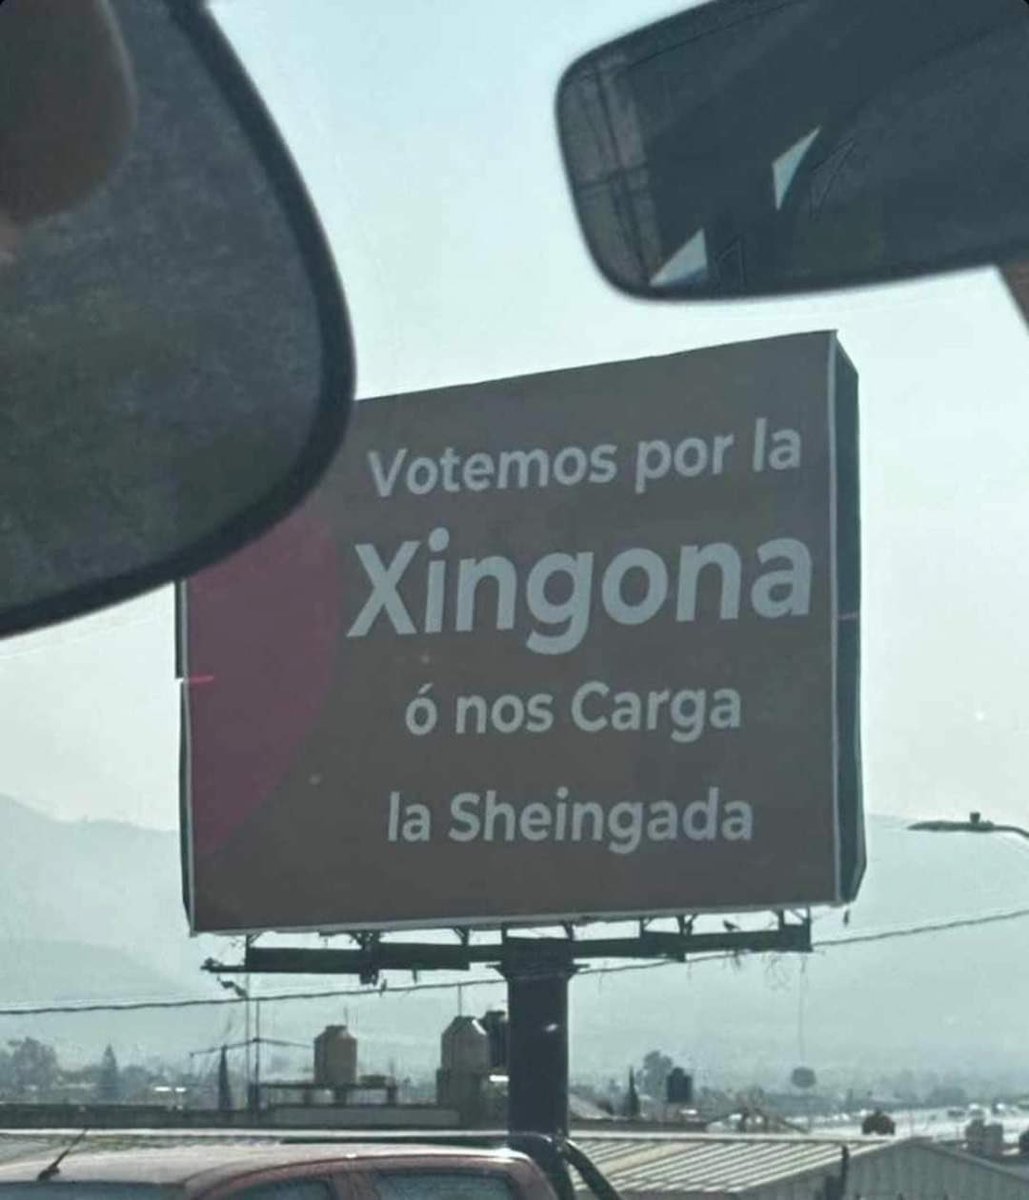 Votemos por la
Xingona
ó nos Carga
la Sheingada